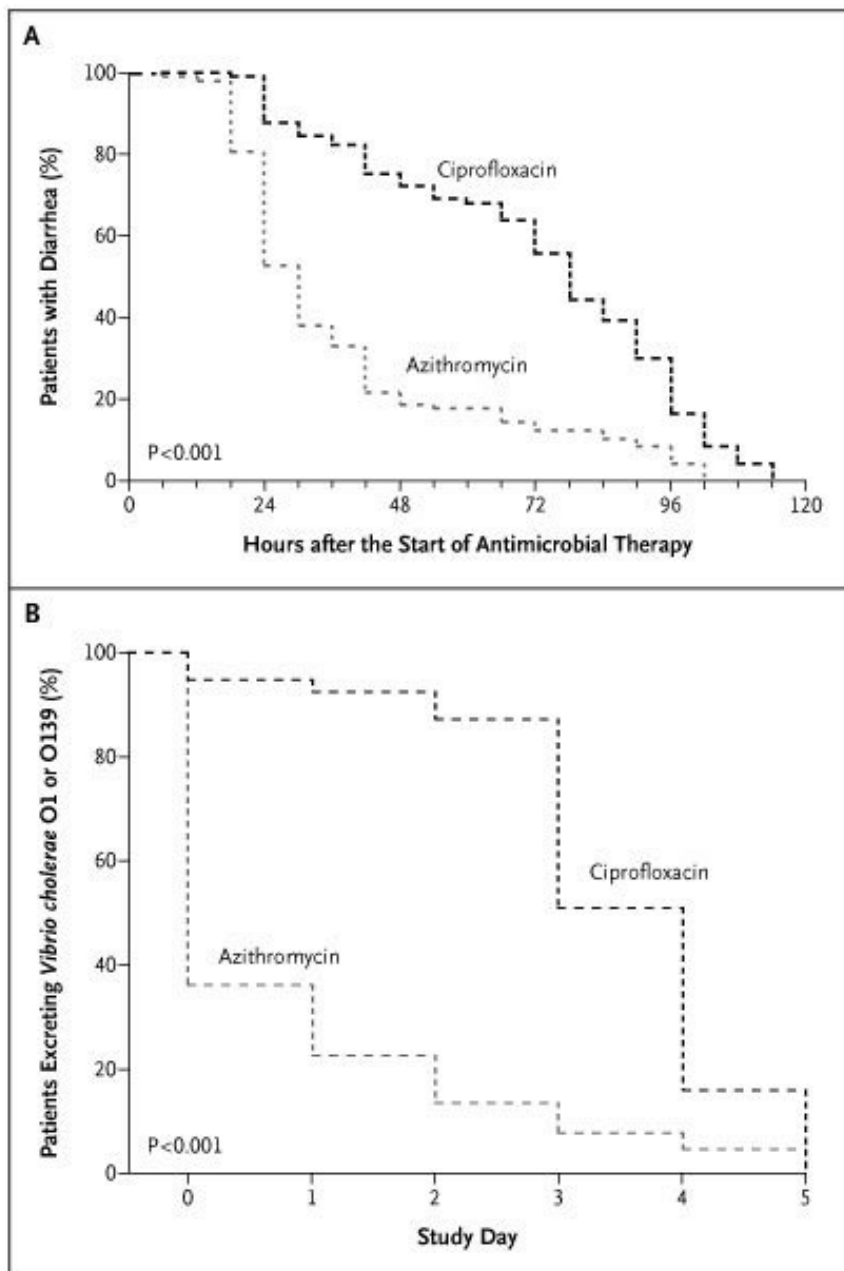 A
100
80
60
40
20
0
Patients with Diarrhea (%)
Ciprofloxacin
Azithromycin
P<0.001
0 24 48 72 96 120
Hours after the Start of Antimicrobial Therapy
B
100
80
60
40
20
0
Patients Excreting Vibrio cholerae O1 or O139 (%)
Ciprofloxacin
Azithromycin
P<0.001
0 1 2 3 4 5
Study Day